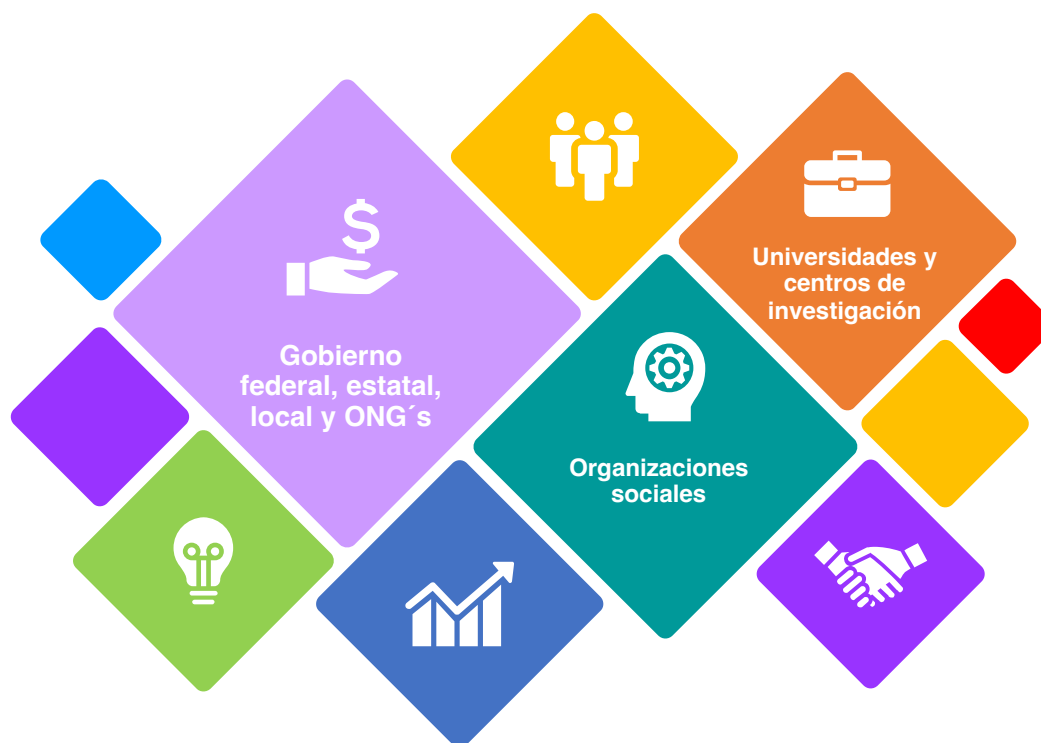 Gobierno
federal, estatal,
local y ONG´s
Organizaciones
sociales
Universidades y
centros de
investigación